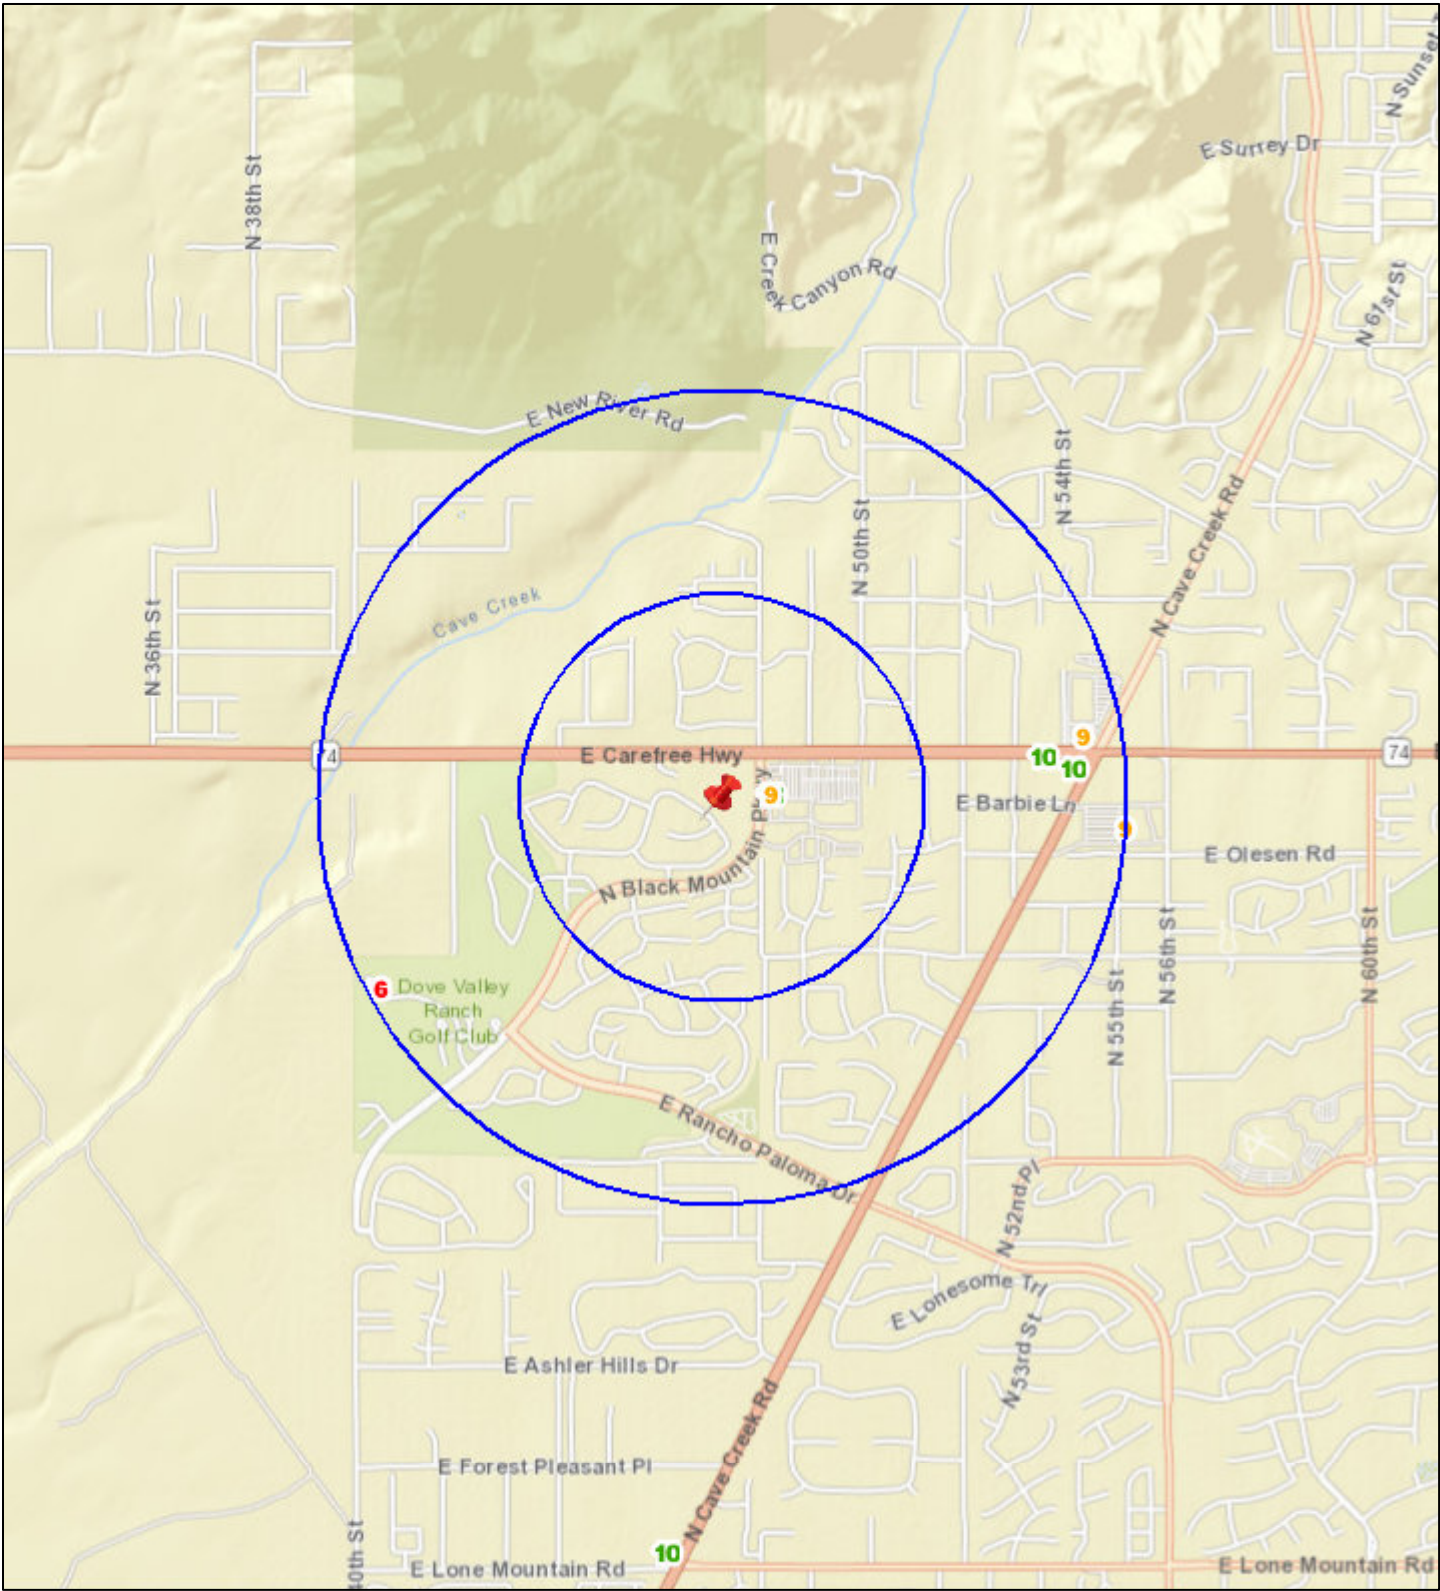 N Sunset
E Surrey Dr
N 38th St
E Creek
Canyon Rd
N 61st St
E New River Rd
N 54th St
N Cave Creek Rd
N 50th St
Cave Creek
N 36th St
9
74
E Carefree Hwy
10
74
10
9
E Barbie Ln
9
E Olesen Rd
N Black Mountain Pkwy
N 56th St
N 60th St
6
Dove Valley
Ranch
Golf Club
N 55th St
E Rancho Paloma Dr
N 52nd Pl
E Lonesome Trl
N 53rd St
E Ashler Hills Dr
N Cave Creek Rd
E Forest Pleasant Pl
40th St
10
E Lone Mountain Rd
E Lone Mountain Rd